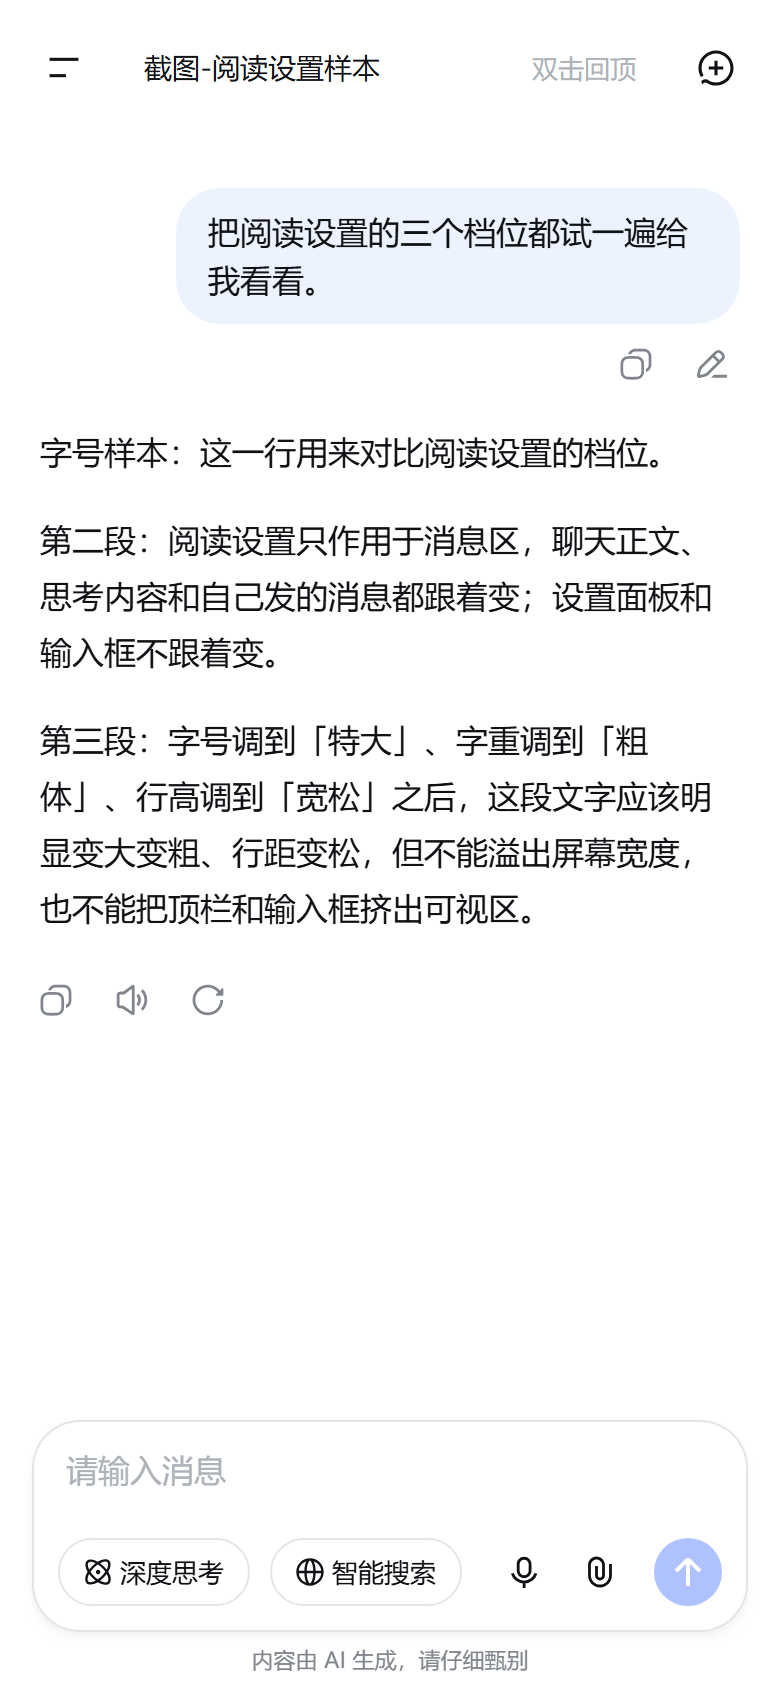 截图-阅读设置样本
双击回顶
把阅读设置的三个档位都试一遍给
我看看。
字号样本：这一行用来对比阅读设置的档位。
第二段：阅读设置只作用于消息区，聊天正文、
思考内容和自己发的消息都跟着变；设置面板和
输入框不跟着变。
第三段：字号调到「特大」、字重调到「粗
体」、行高调到「宽松」之后，这段文字应该明
显变大变粗、行距变松，但不能溢出屏幕宽度，
也不能把顶栏和输入框挤出可视区。
请输入消息
深度思考
智能搜索
内容由 AI 生成，请仔细甄别